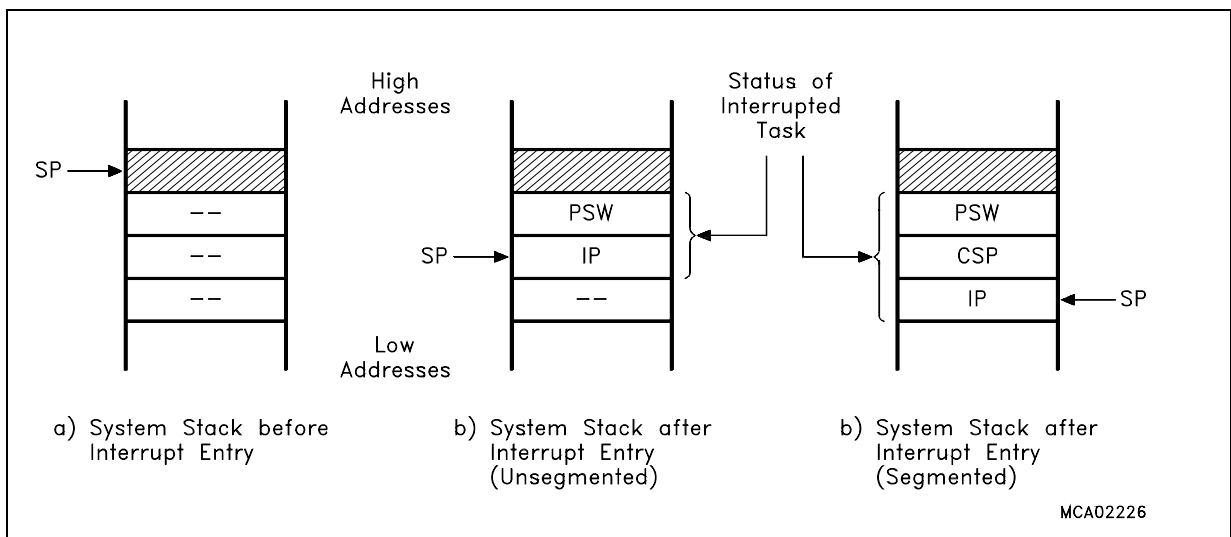 High
Addresses
Status of
Interrupted
Task
SP
--
--
--
PSW
SP
IP
--
PSW
CSP
IP
SP
Low
Addresses
a) System Stack before
Interrupt Entry
b) System Stack after
Interrupt Entry
(Unsegmented)
b) System Stack after
Interrupt Entry
(Segmented)
MCA02226